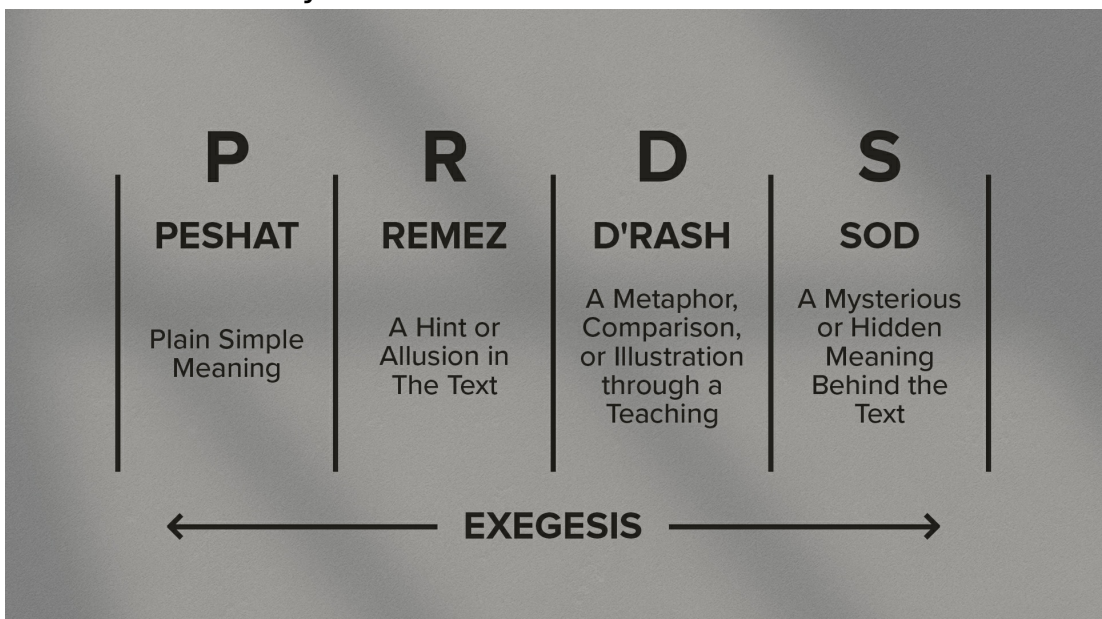 P
PESHAT
Plain Simple
Meaning
R
REMEZ
A Hint or
Allusion in
The Text
D
D'RASH
A Metaphor,
Comparison,
or Illustration
through a
Teaching
S
SOD
A Mysterious
or Hidden
Meaning
Behind the
Text
EXEGESIS